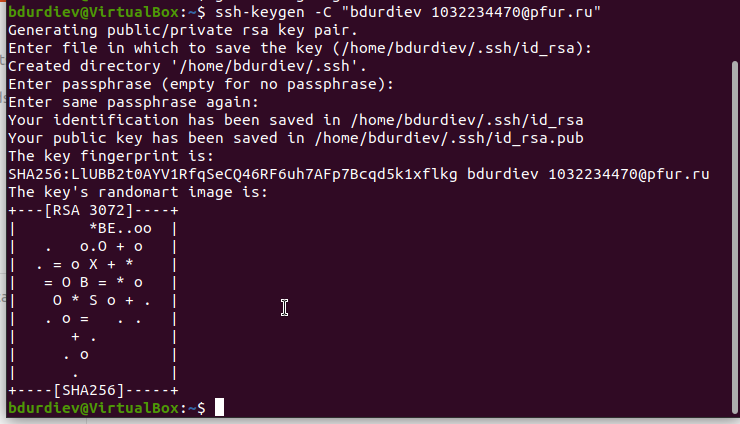 bdurdiev@VirtualBox:~$ ssh-keygen -C "bdurdiev 1032234470@pfur.ru"
Generating public/private rsa key pair.
Enter file in which to save the key (/home/bdurdiev/.ssh/id_rsa):
Created directory '/home/bdurdiev/.ssh'.
Enter passphrase (empty for no passphrase):
Enter same passphrase again:
Your identification has been saved in /home/bdurdiev/.ssh/id_rsa
Your public key has been saved in /home/bdurdiev/.ssh/id_rsa.pub
The key fingerprint is:
SHA256:LlUBB2t0AYV1RfqSeCQ46RF6uh7AFp7Bcqd5k1xflkg bdurdiev 1032234470@pfur.ru
The key's randomart image is:
+---[RSA 3072]----+
|        *BE..oo  |
|   .   o.O + o   |
|  . = o X + *    |
|   = O B = * o   |
|    O * S o + .  |
|   . o =   . .   |
|      + .        |
|     . o         |
|      .          |
+----[SHA256]-----+
bdurdiev@VirtualBox:~$